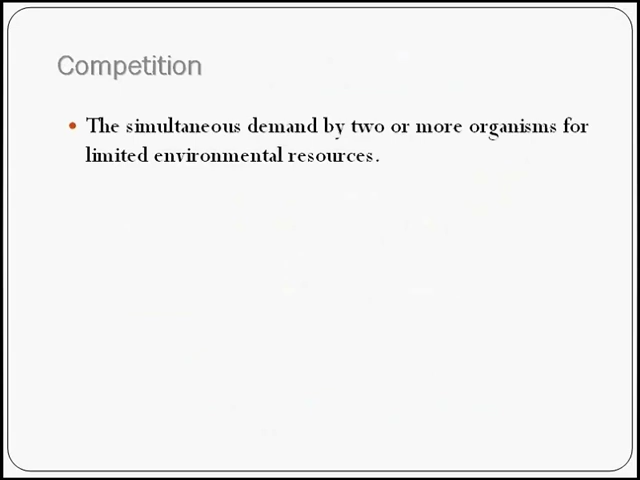 Competition
• The simultaneous demand by two or more organisms for
limited environmental resources.